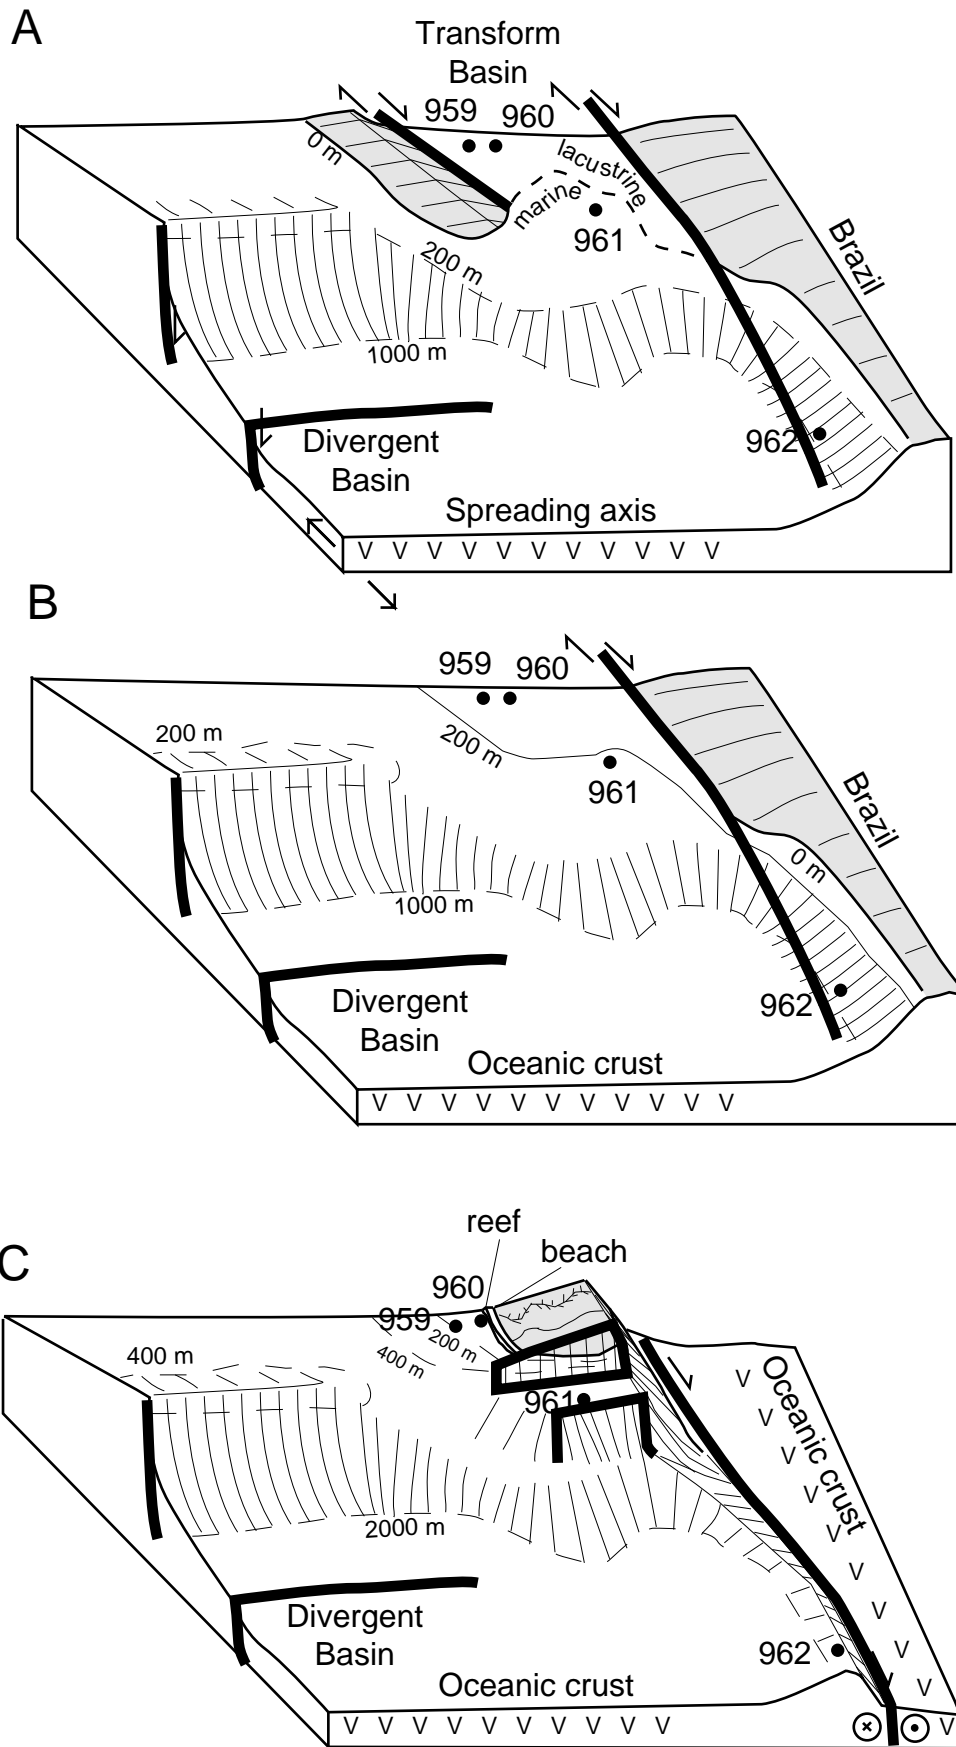 A
Transform
Basin
959 960
0 m
lacustrine
marine
961
Brazil
200 m
1000 m
962
Divergent
Basin
Spreading axis
V V V V V V V V V V V
B
959 960
200 m
200 m
961
Brazil
0 m
1000 m
962
Divergent
Basin
Oceanic crust
V V V V V V V V V V V
C
reef
beach
960
959
200 m
400 m
400 m
961
Oceanic crust
V
V
V
V
V
V
V
V
V
2000 m
962
Divergent
Basin
Oceanic crust
V V V V V V V V V V
V